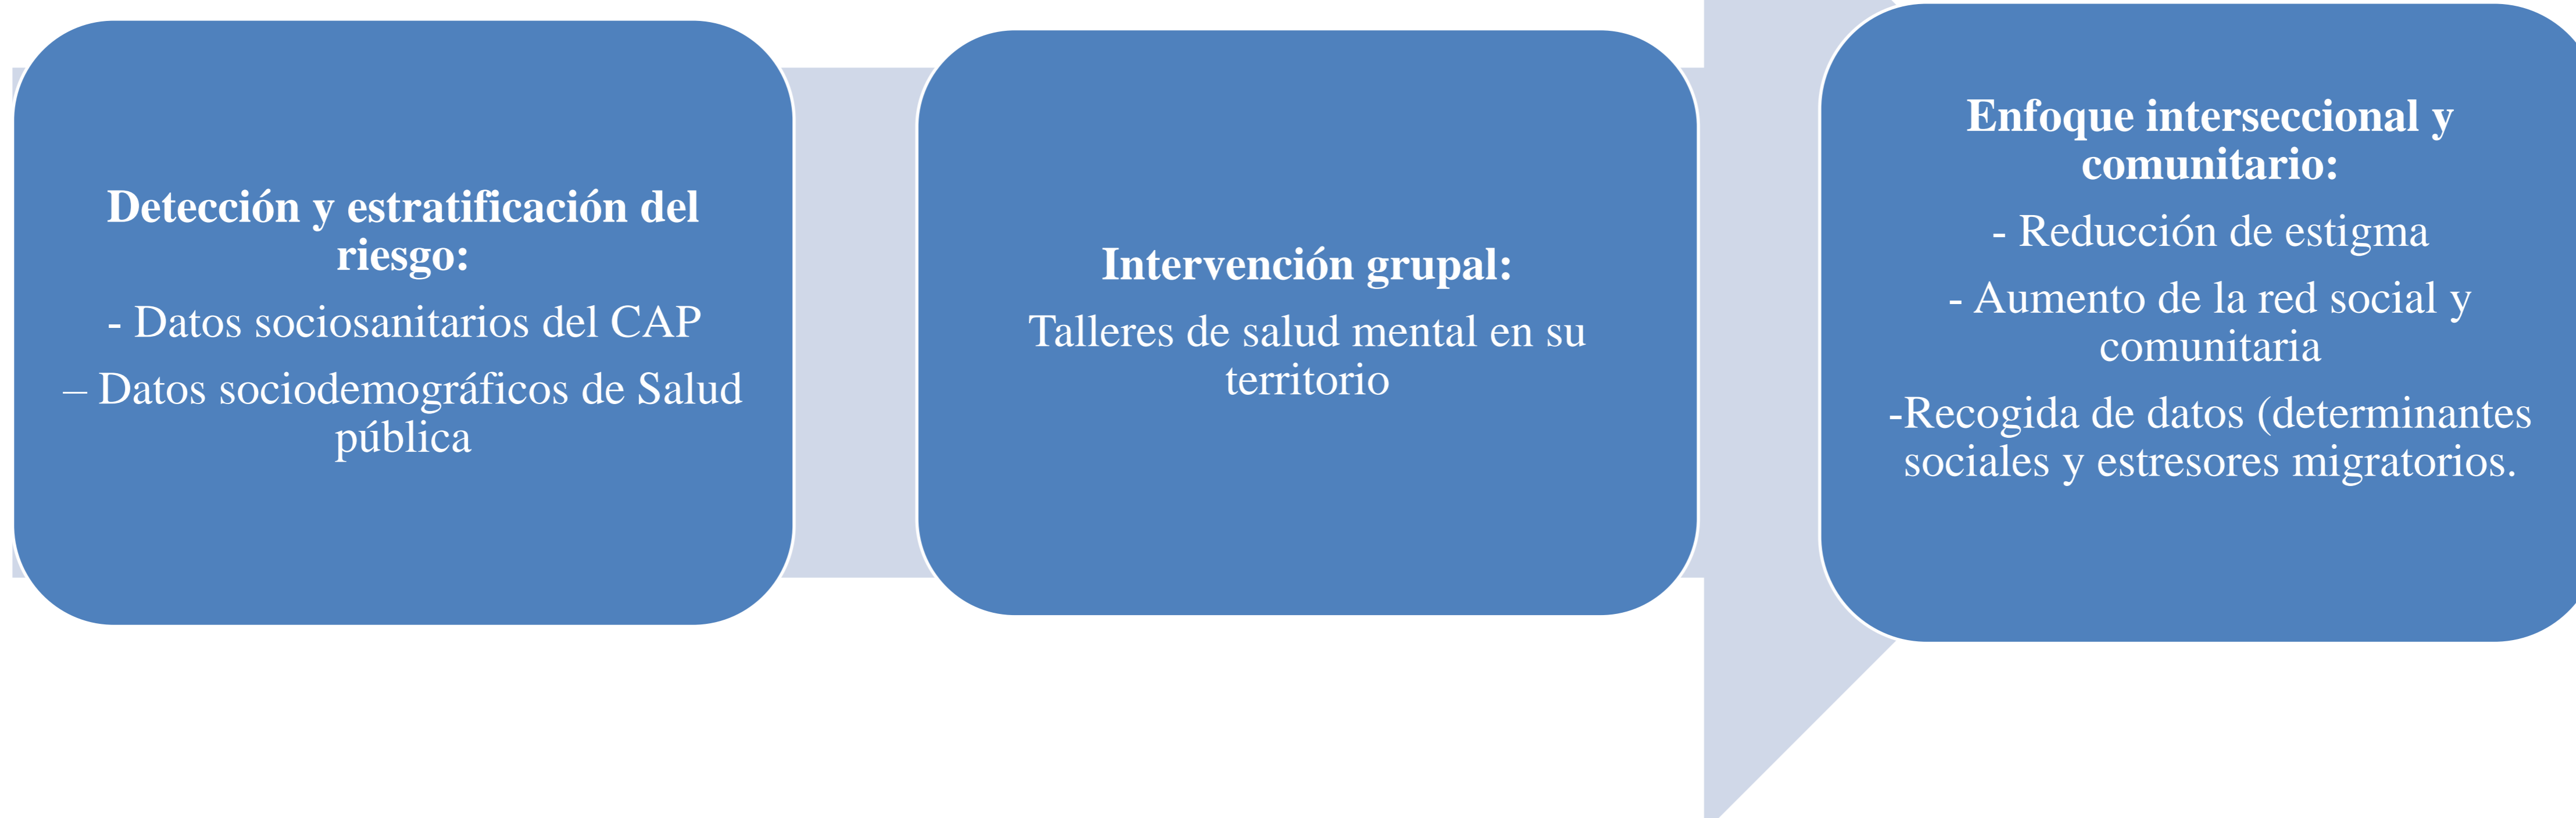 Detección y estratificación del
riesgo:
- Datos sociosanitarios del CAP
– Datos sociodemográficos de Salud
pública
Intervención grupal:
Talleres de salud mental en su
territorio
Enfoque interseccional y
comunitario:
- Reducción de estigma
- Aumento de la red social y
comunitaria
-Recogida de datos (determinantes
sociales y estresores migratorios.